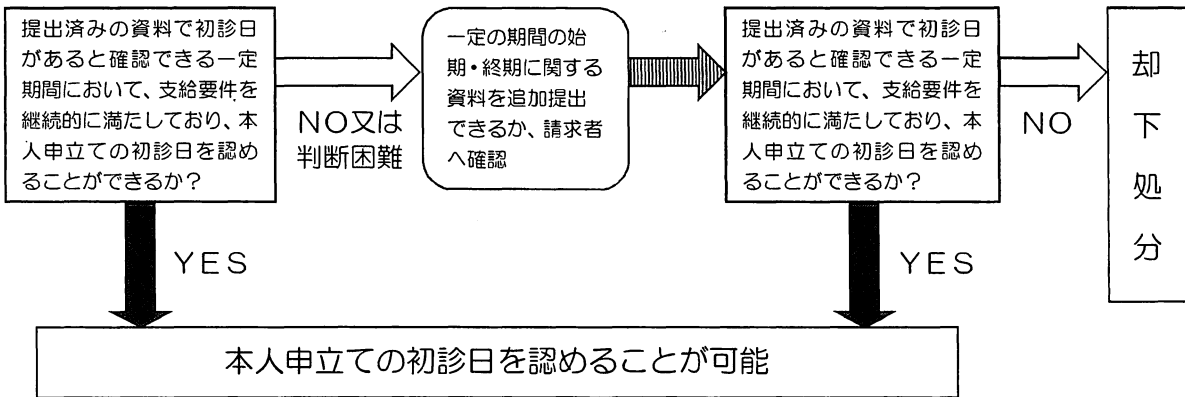 提出済みの資料で初診日
があると確認できる一定
期間において、支給要件を
継続的に満たしており、本
人申立ての初診日を認め
ることができるか？
NO又は
判断困難
一定の期間の始
期・終期に関する
資料を追加提出
できるか、請求者
へ確認
提出済みの資料で初診日
があると確認できる一定
期間において、支給要件を
継続的に満たしており、本
人申立ての初診日を認め
ることができるか？
NO
却
下
処
分
YES
YES
本人申立ての初診日を認めることが可能